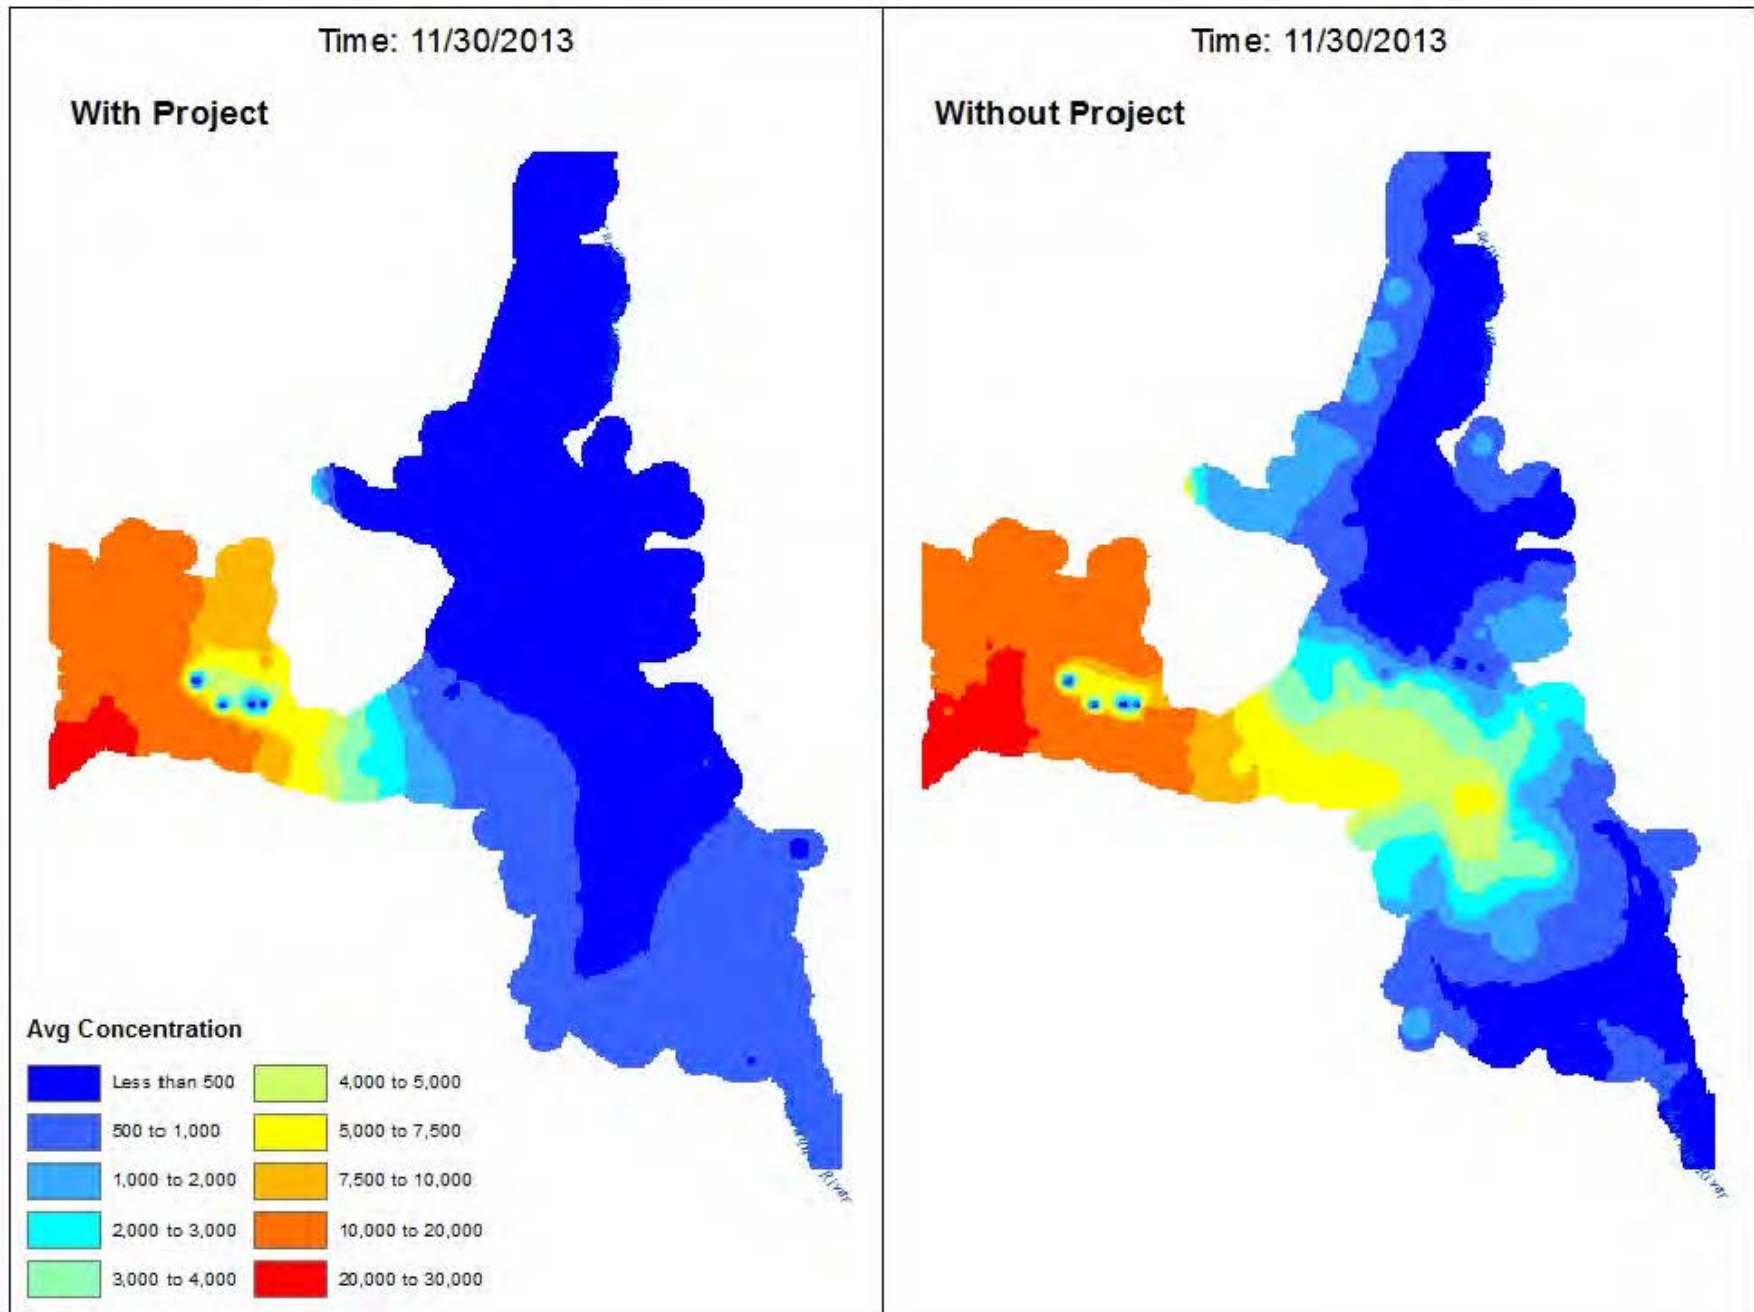 Time: 11/30/2013
With Project
Time: 11/30/2013
Without Project
Avg Concentration
Less than 500
500 to 1,000
1,000 to 2,000
2,000 to 3,000
3,000 to 4,000
4,000 to 5,000
5,000 to 7,500
7,500 to 10,000
10,000 to 20,000
20,000 to 30,000
River
River